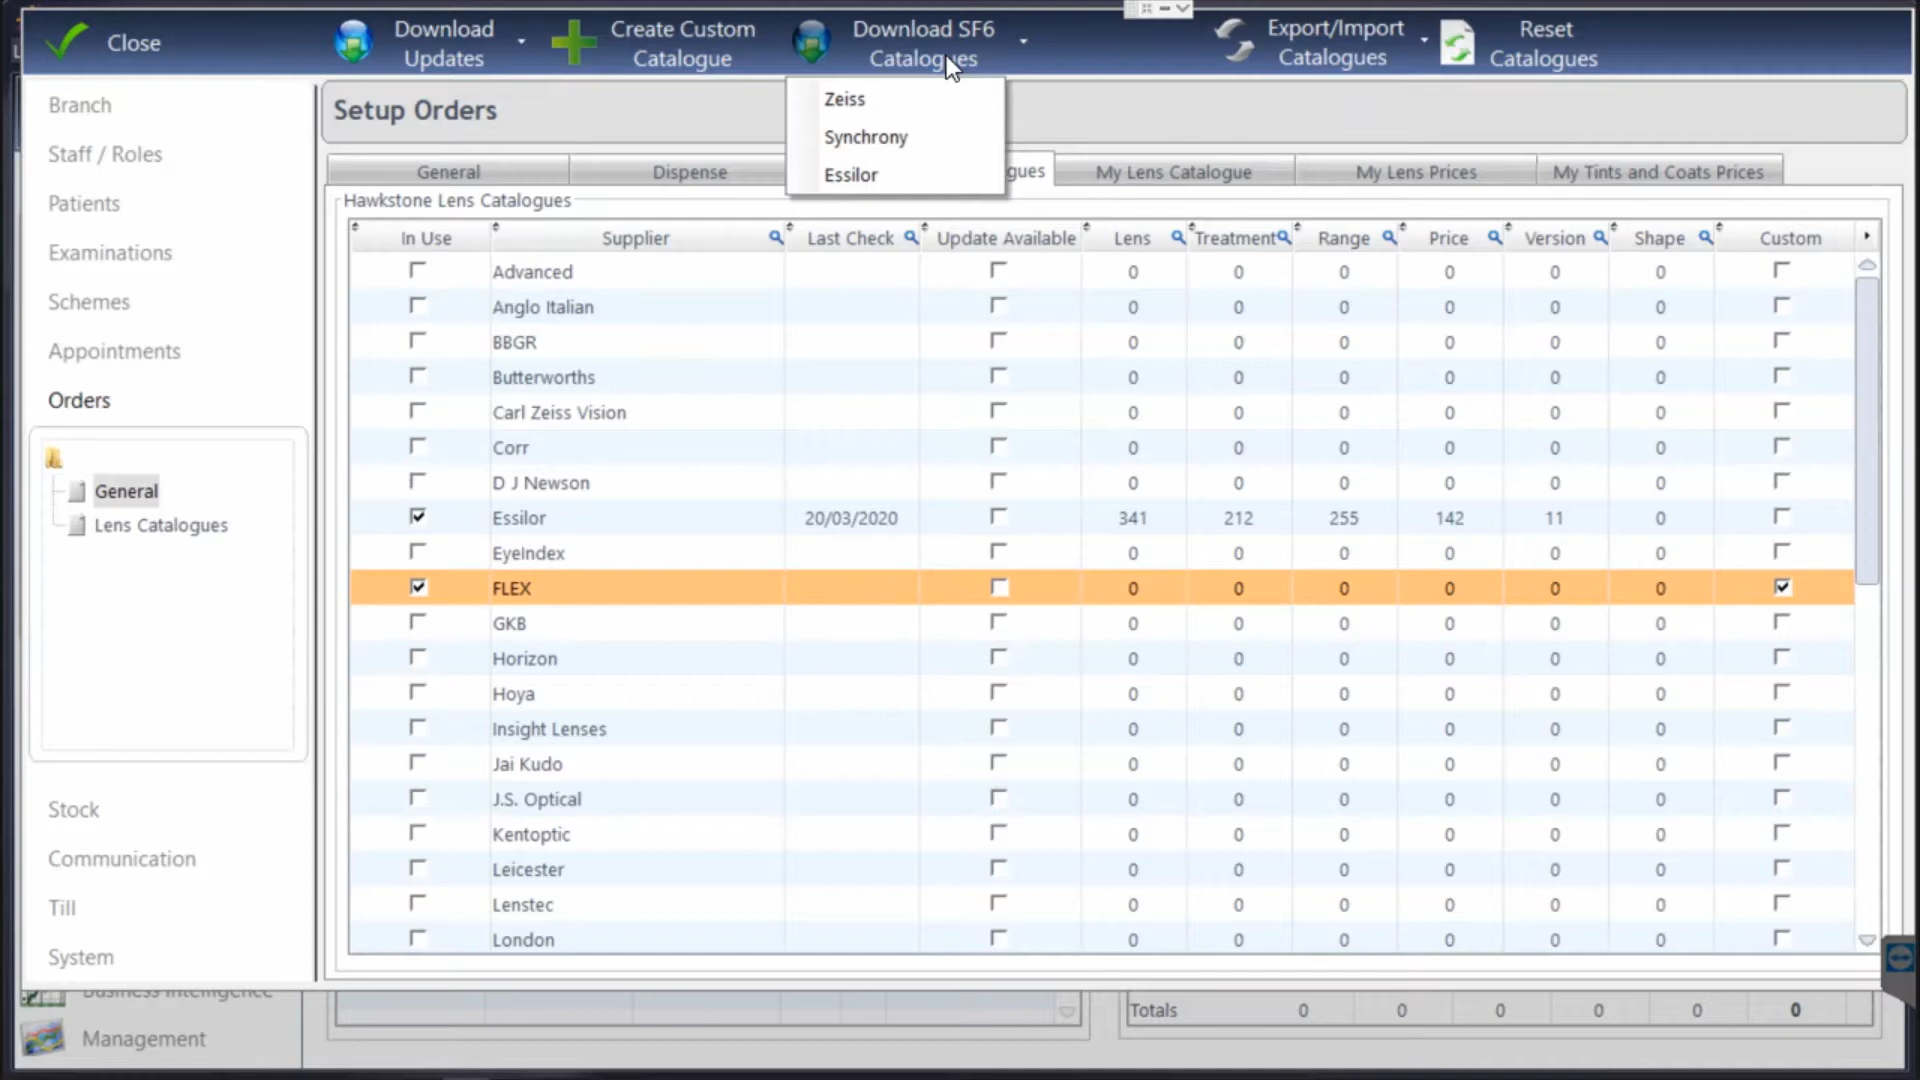 Close
Download Updates
Create Custom Catalogue
Download SF6 Catalogues
Export/Import Catalogues
Reset Catalogues
Zeiss
Synchrony
Essilor
Branch
Staff / Roles
Patients
Examinations
Schemes
Appointments
Orders
General
Lens Catalogues
Stock
Communication
Till
System
Management
Setup Orders
General Dispense gues My Lens Catalogue My Lens Prices My Tints and Coats Prices
Hawkstone Lens Catalogues
In Use Supplier Last Check Update Available Lens Treatment Range Price Version Shape Custom
Advanced 0 0 0 0 0 0
Anglo Italian 0 0 0 0 0 0
BBGR 0 0 0 0 0 0
Butterworths 0 0 0 0 0 0
Carl Zeiss Vision 0 0 0 0 0 0
Corr 0 0 0 0 0 0
D J Newson 0 0 0 0 0 0
Essilor 20/03/2020 341 212 255 142 11 0
EyeIndex 0 0 0 0 0 0
FLEX 0 0 0 0 0 0
GKB 0 0 0 0 0 0
Horizon 0 0 0 0 0 0
Hoya 0 0 0 0 0 0
Insight Lenses 0 0 0 0 0 0
Jai Kudo 0 0 0 0 0 0
J.S. Optical 0 0 0 0 0 0
Kentoptic 0 0 0 0 0 0
Leicester 0 0 0 0 0 0
Lenstec 0 0 0 0 0 0
London 0 0 0 0 0 0
Totals 0 0 0 0 0 0